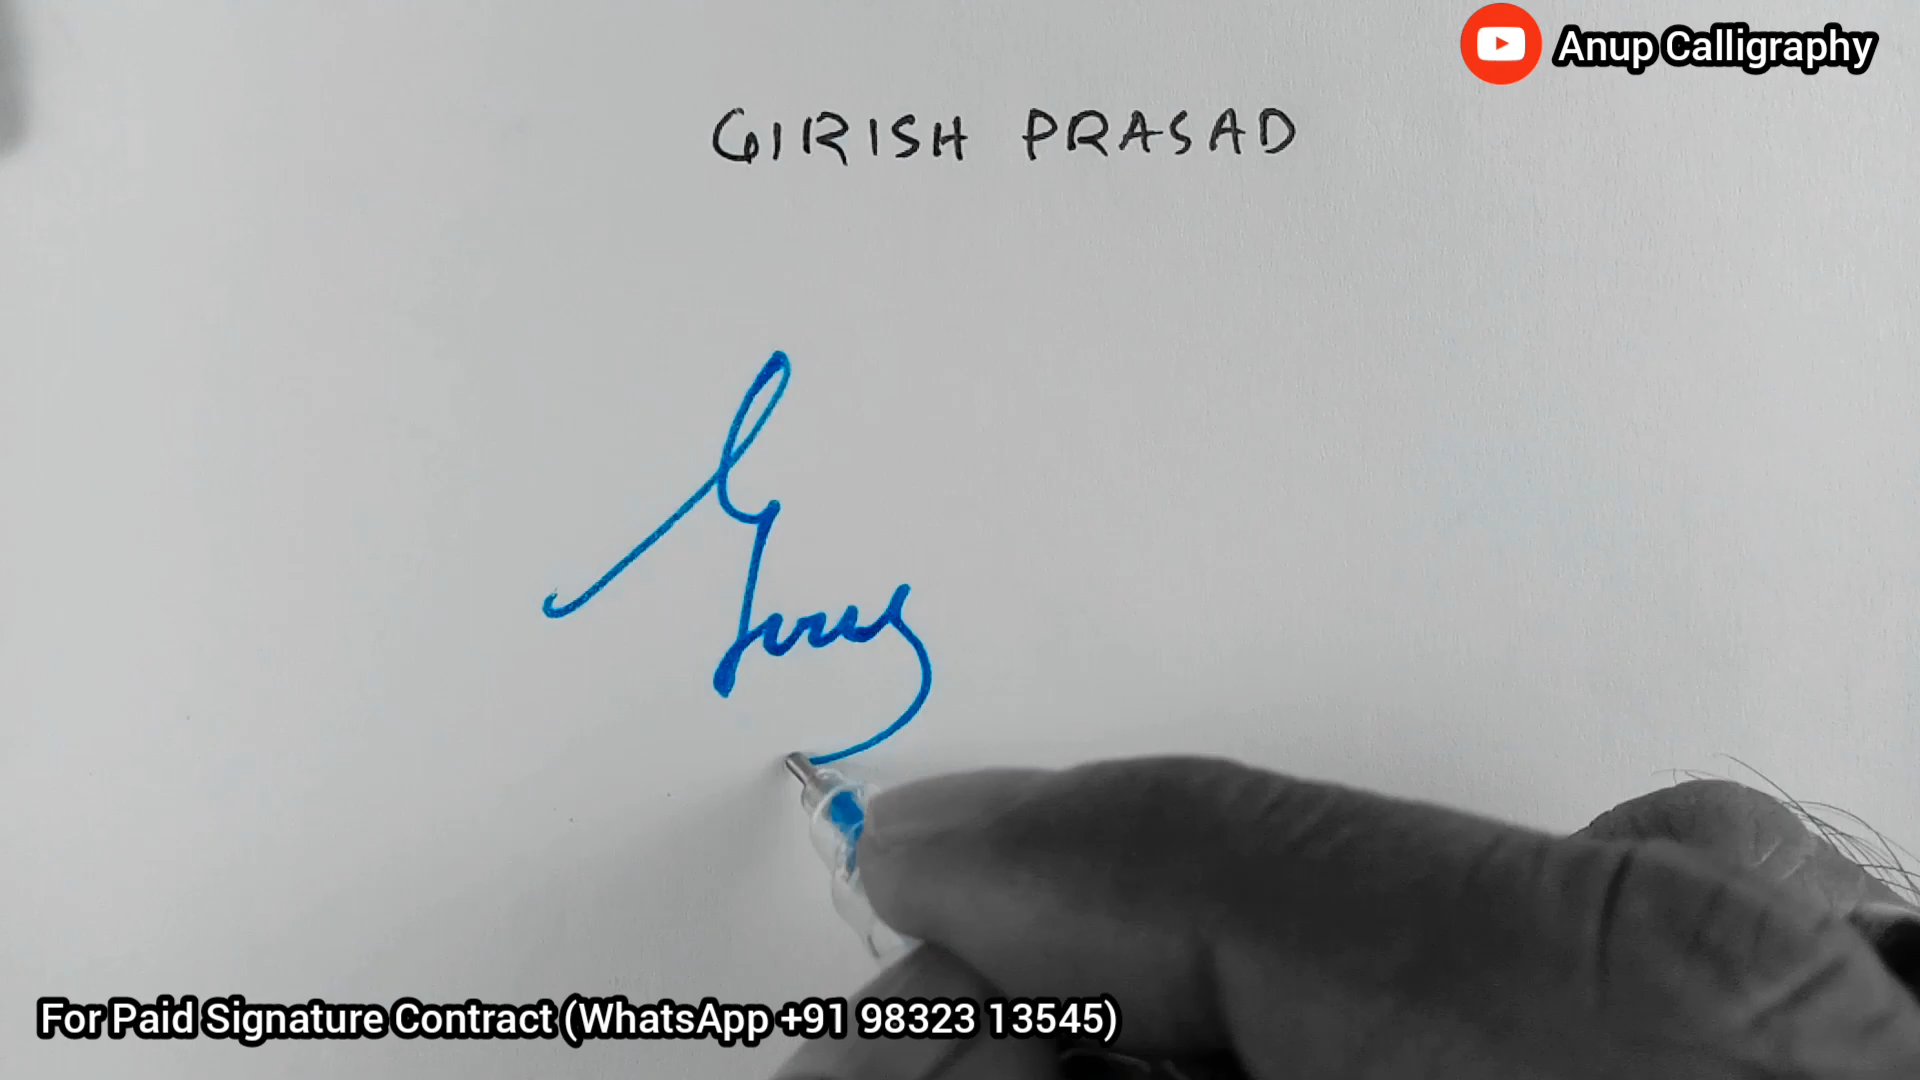 Anup Calligraphy
GIRISH PRASAD
For Paid Signature Contract (WhatsApp +91 98323 13545)